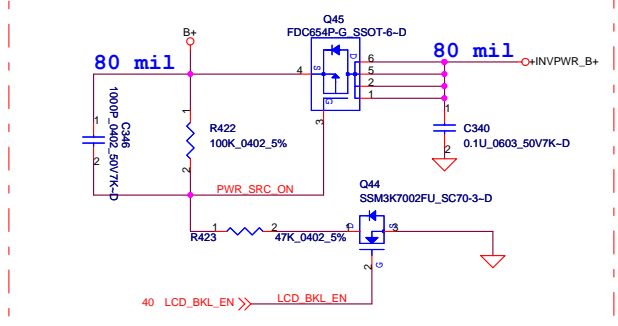 Q45
FDC654P-G_SSOT-6~D
B+
80 mil
80 mil
+INVPWR_B+
4
S
D
G
6
5
2
1
3
1
2
C346
1000P_0402_50V7K~D
1
2
R422
100K_0402_5%
1
2
C340
0.1U_0603_50V7K~D
PWR_SRC_ON
Q44
SSM3K7002FU_SC70-3~D
R423
1
2
47K_0402_5%
1
D
S
3
G
2
40 LCD_BKL_EN
LCD_BKL_EN